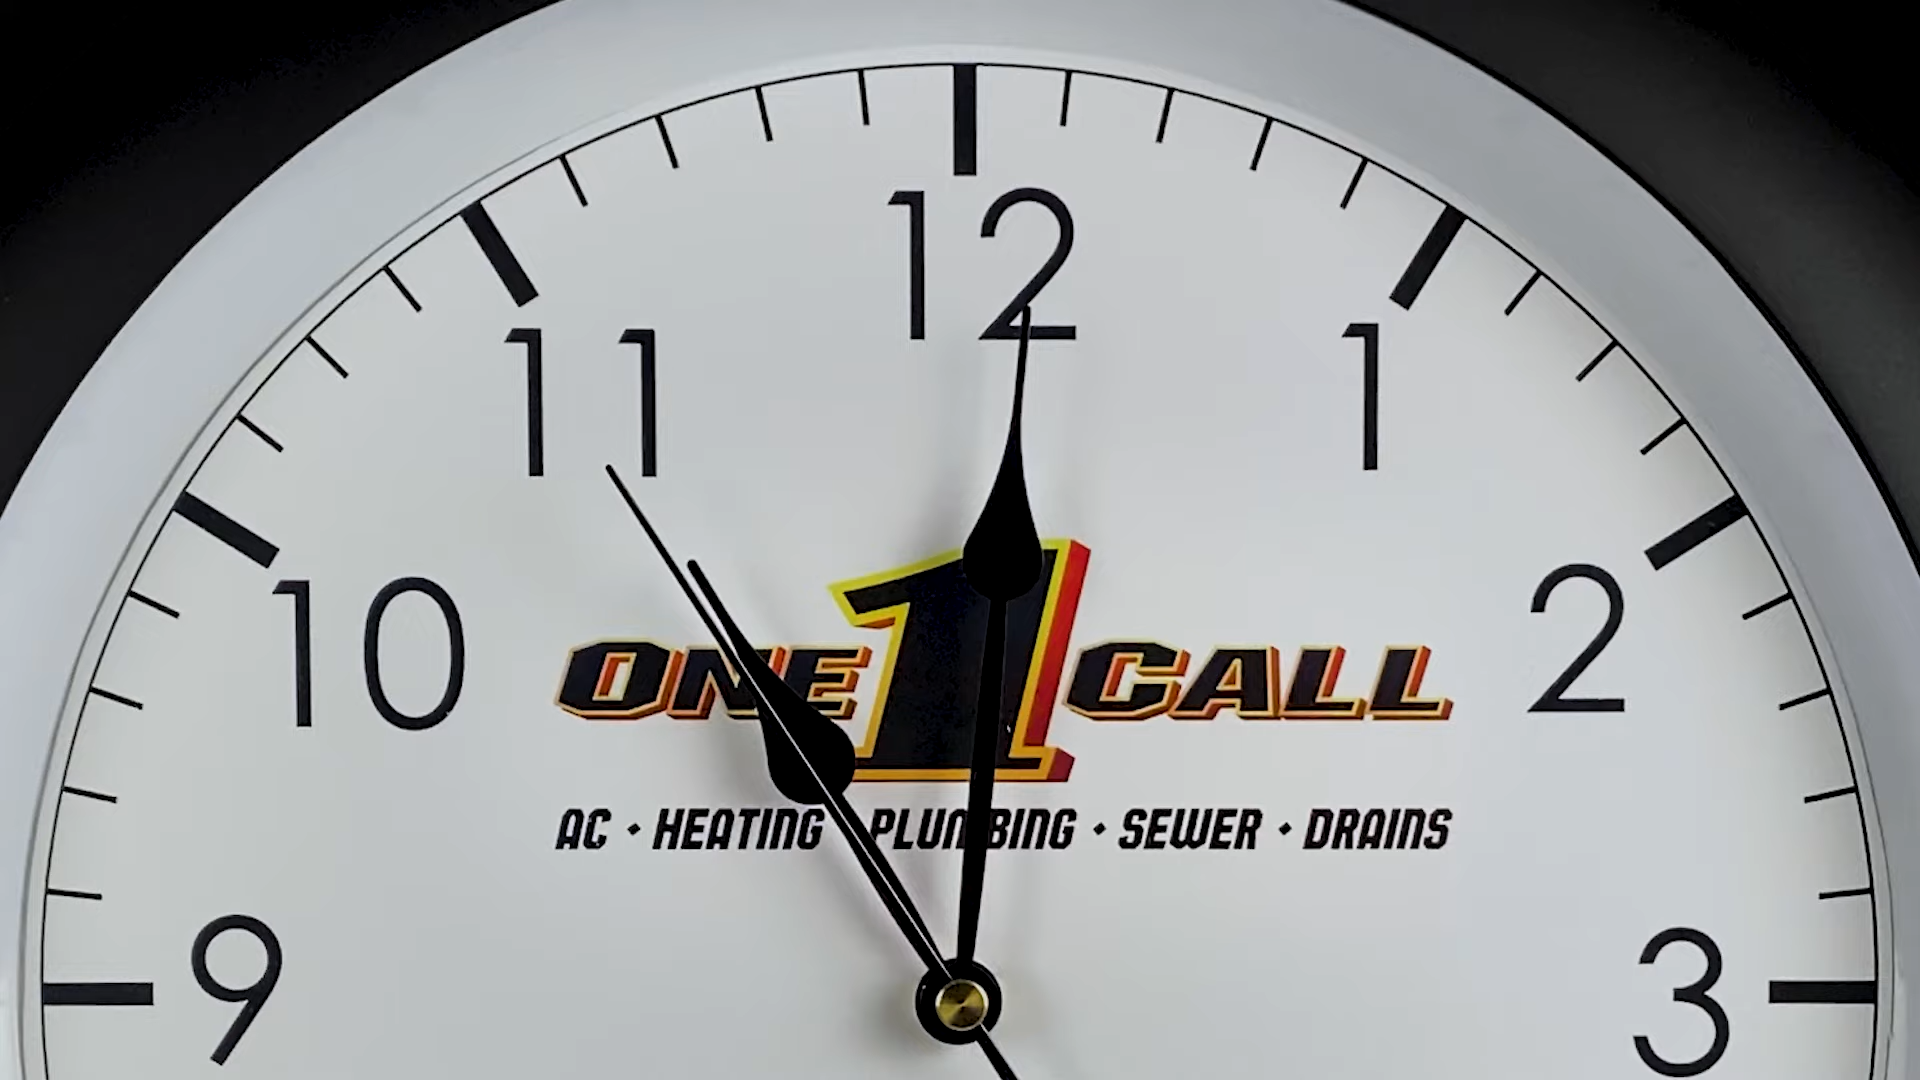 12
11 1
10 2
ONE 1 CALL
AC · HEATING · PLUMBING · SEWER · DRAINS
9 3